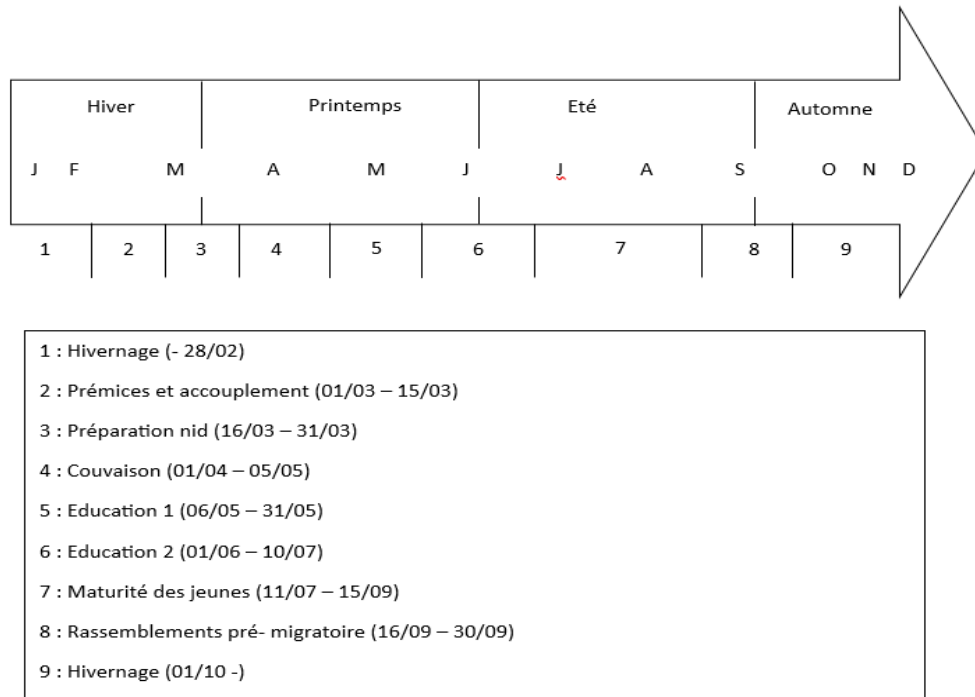 Hiver Printemps Eté Automne
J F M A M J J A S O N D
1 2 3 4 5 6 7 8 9
1 : Hivernage (- 28/02)
2 : Prémices et accouplement (01/03 – 15/03)
3 : Préparation nid (16/03 – 31/03)
4 : Couvaison (01/04 – 05/05)
5 : Education 1 (06/05 – 31/05)
6 : Education 2 (01/06 – 10/07)
7 : Maturité des jeunes (11/07 – 15/09)
8 : Rassemblements pré- migratoire (16/09 – 30/09)
9 : Hivernage (01/10 -)